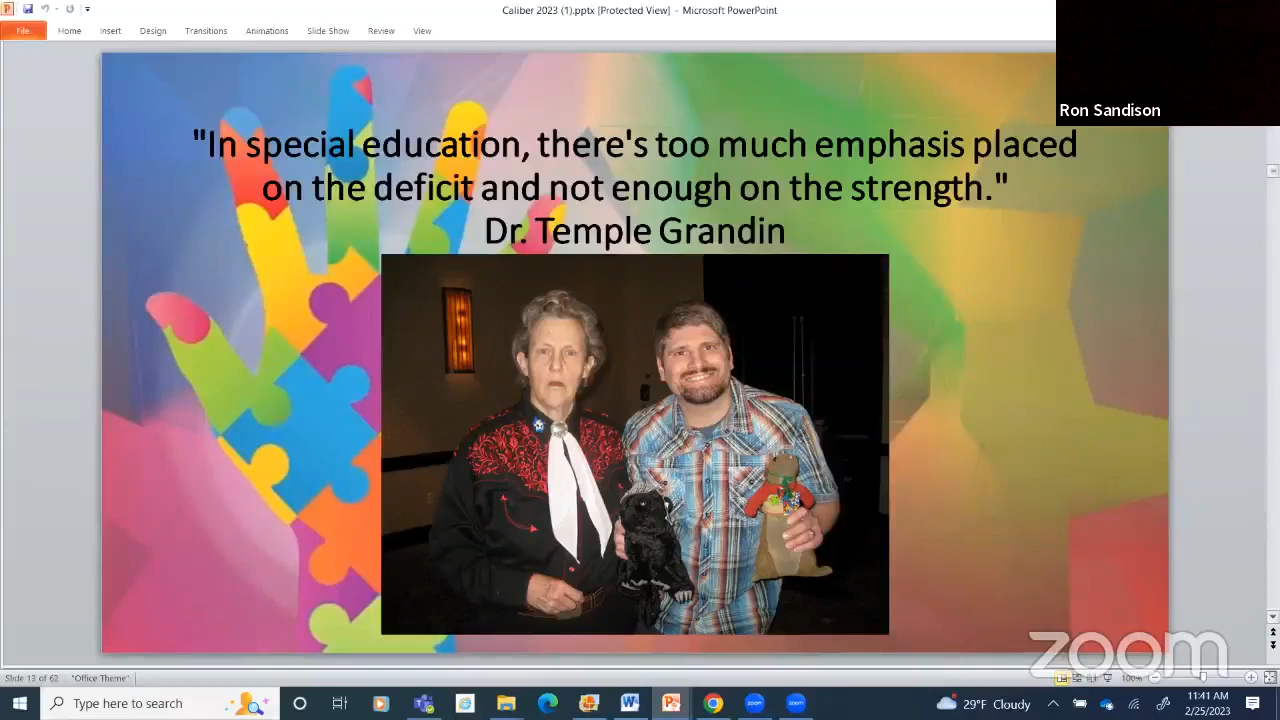 Caliber 2023 (1).pptx [Protected View] - Microsoft PowerPoint
File Home Insert Design Transitions Animations Slide Show Review View
Ron Sandison
"In special education, there's too much emphasis placed
on the deficit and not enough on the strength."
Dr. Temple Grandin
zoom
Slide 13 of 62 "Office Theme" 100%
Type here to search
zoom zoom
29°F Cloudy
11:41 AM
2/25/2023